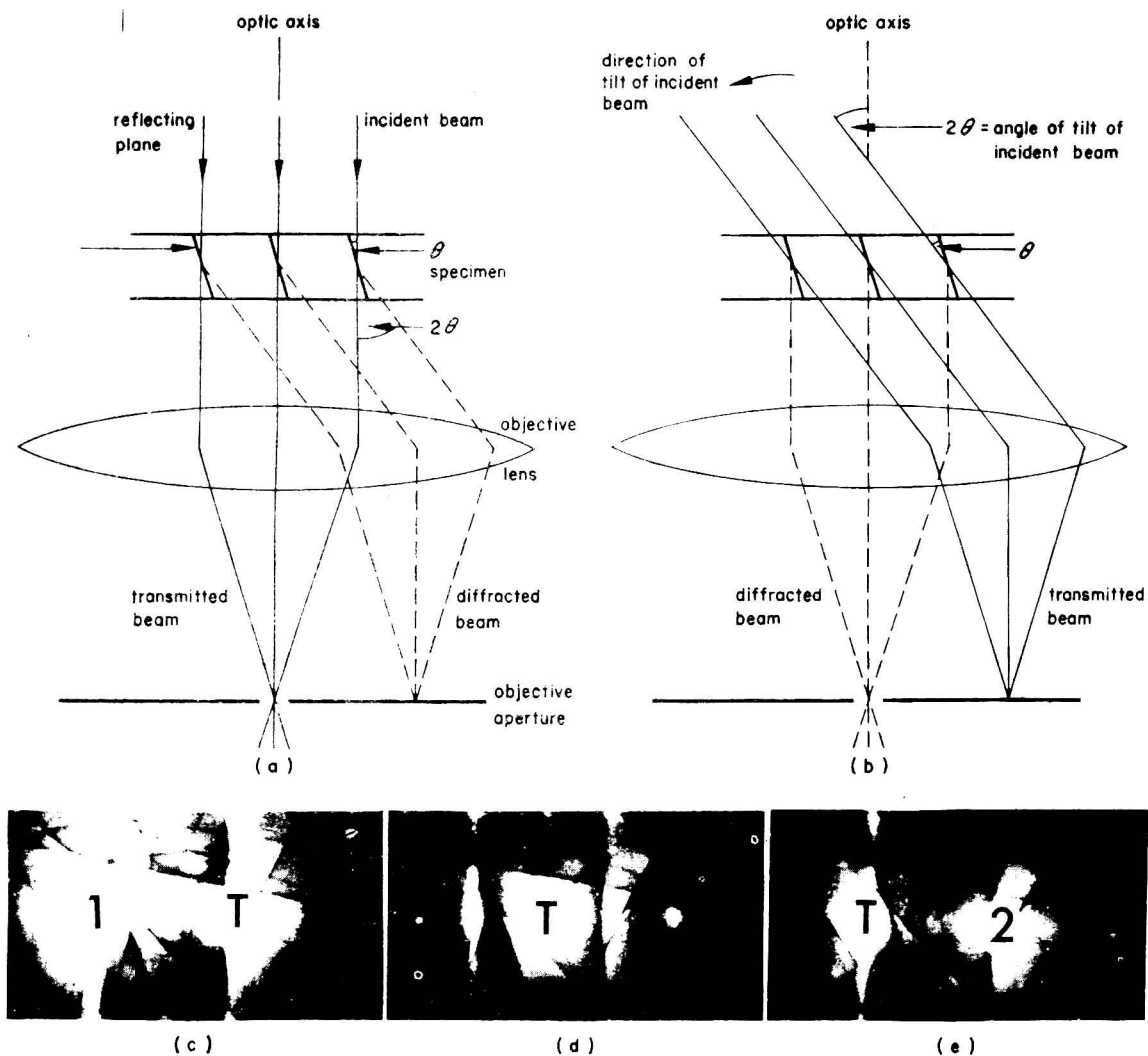 optic axis
reflecting
plane
incident beam
θ
specimen
2θ
objective
lens
transmitted
beam
diffracted
beam
objective
aperture
(a)
optic axis
direction of
tilt of incident
beam
2θ = angle of tilt of
incident beam
θ
diffracted
beam
transmitted
beam
(b)
1 T
(c)
T
(d)
T 2
(e)